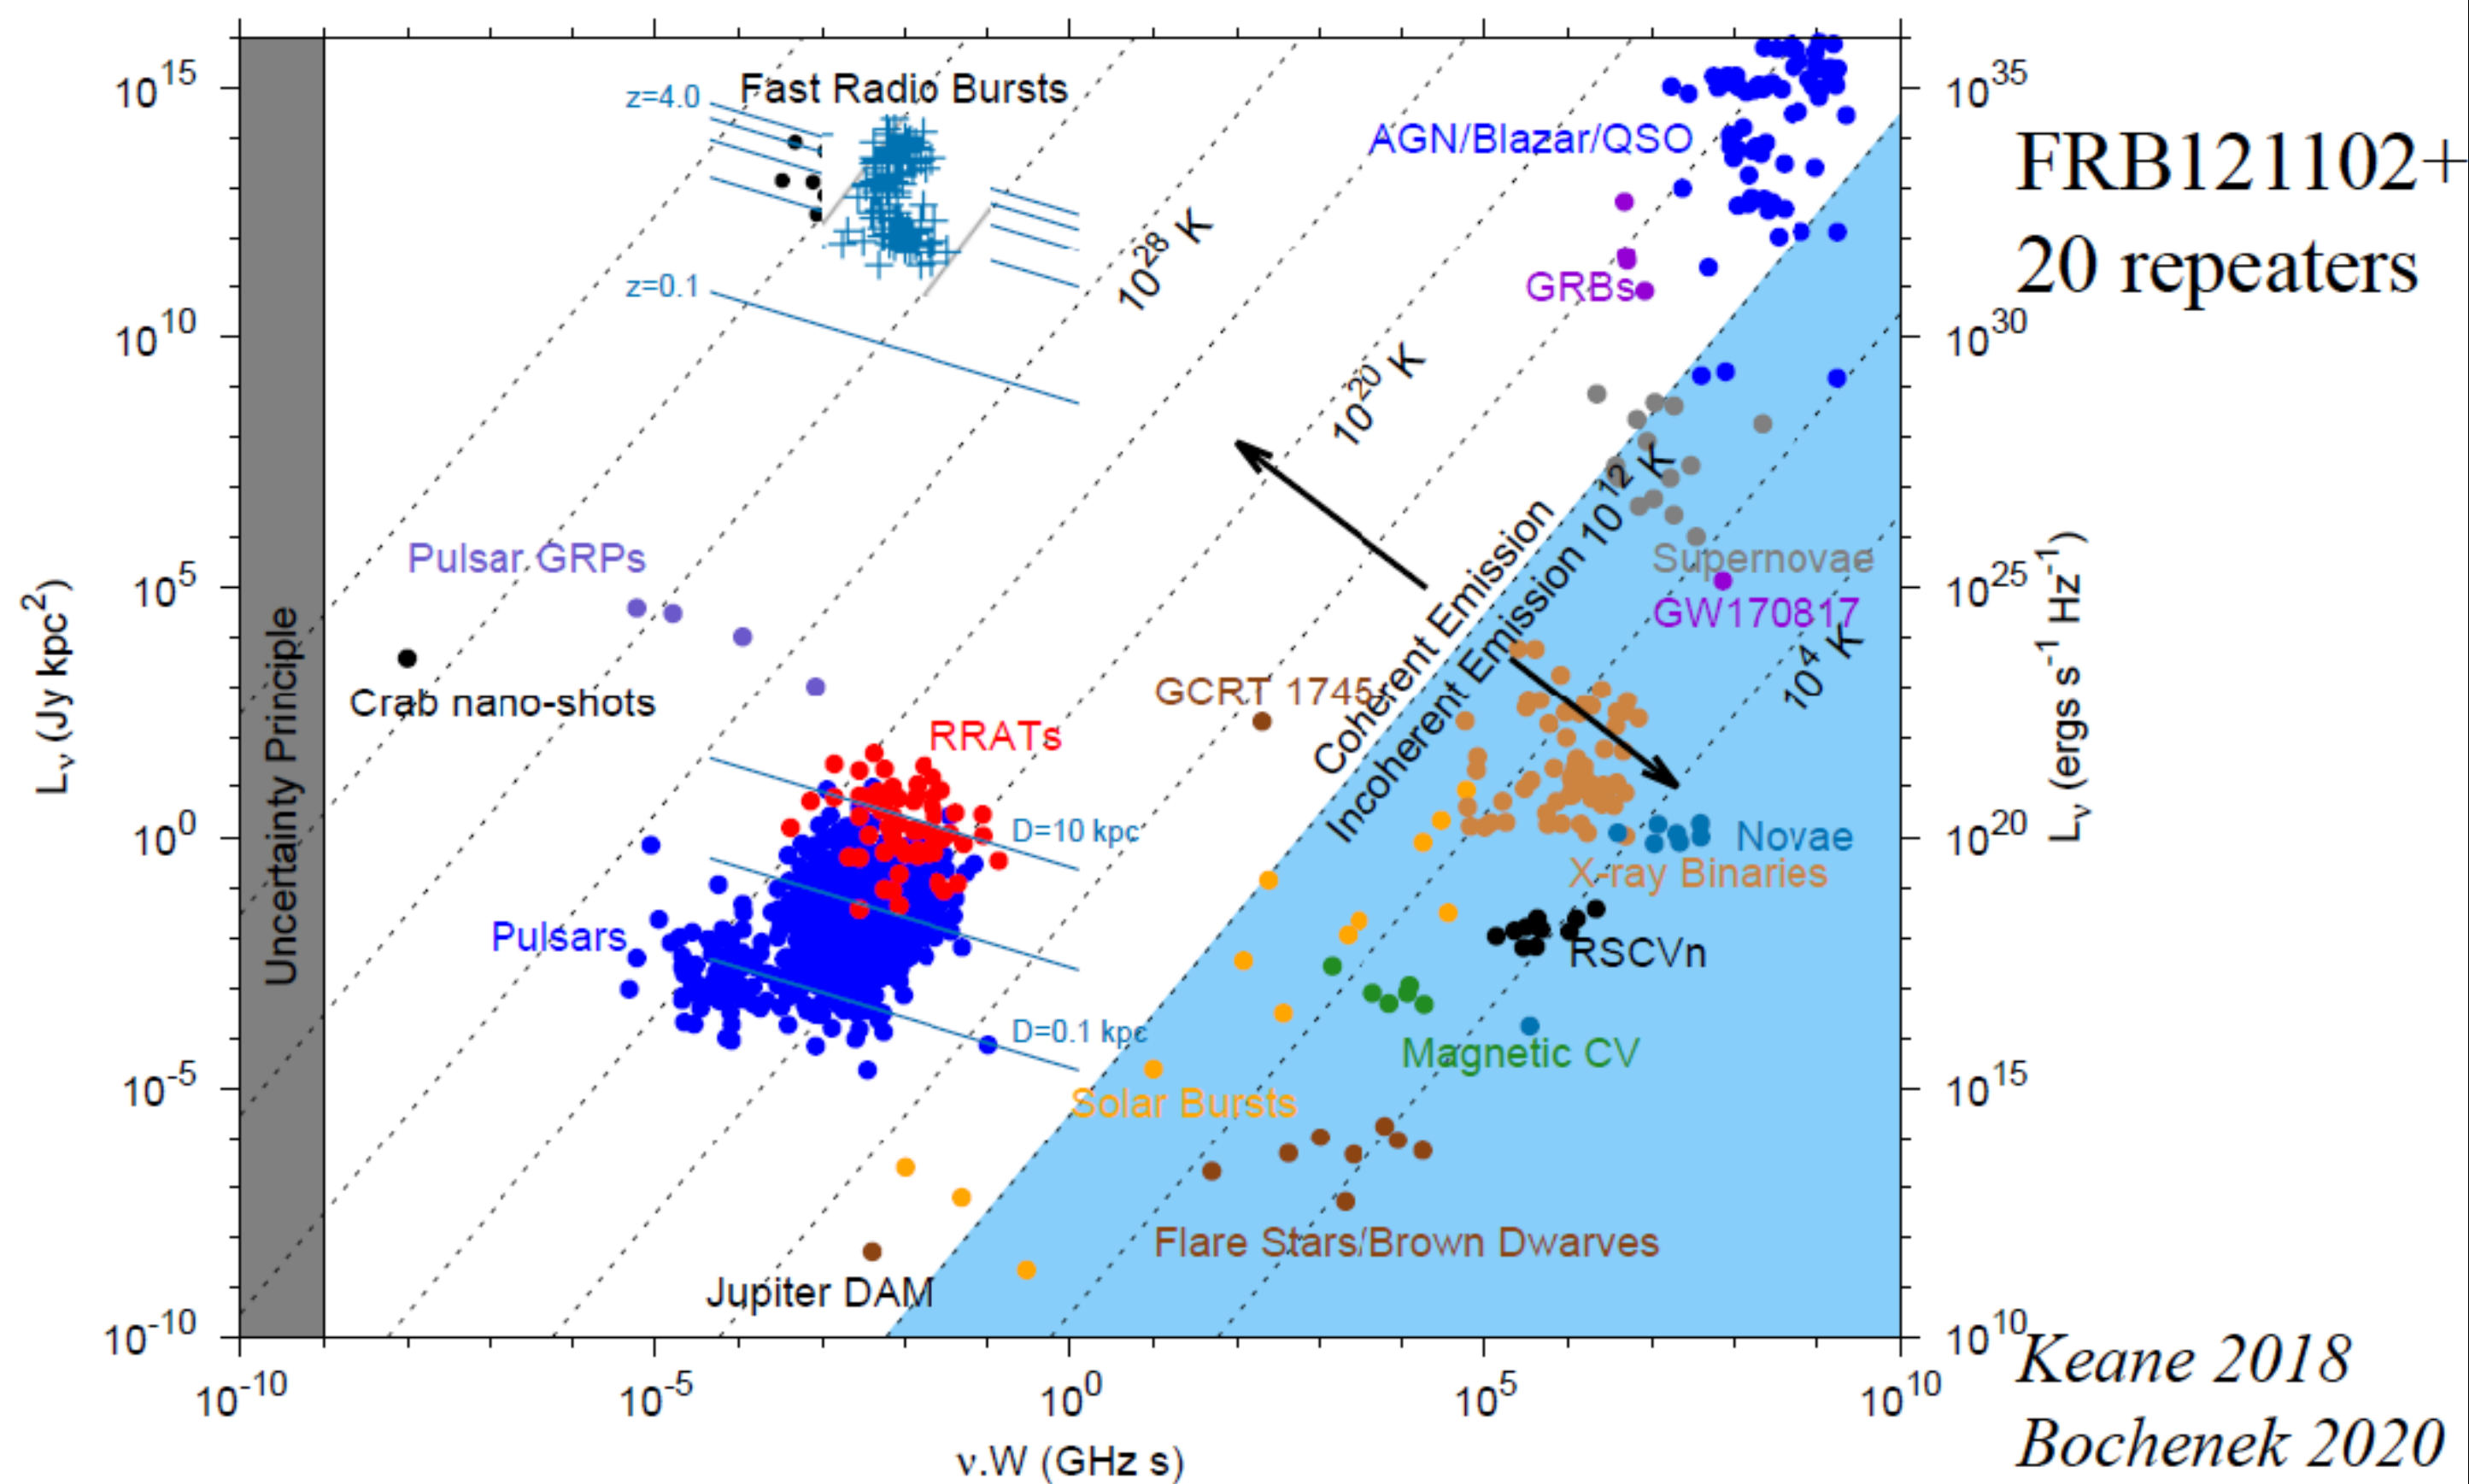 Fast Radio Bursts
z=4.0
z=0.1
AGN/Blazar/QSO
FRB121102+
20 repeaters
GRBs
10^28 K
10^20 K
10^12 K
10^4 K
Coherent Emission
Incoherent Emission
Supernovae
GW170817
Pulsar GRPs
Crab nano-shots
Uncertainty Principle
GCRT 1745
RRATs
D=10 kpc
Pulsars
D=0.1 kpc
Novae
X-ray Binaries
RSCVn
Magnetic CV
Solar Bursts
Flare Stars/Brown Dwarves
Jupiter DAM
L_ν (Jy kpc^2)
10^15
10^10
10^5
10^0
10^-5
10^-10
L_ν (ergs s^-1 Hz^-1)
10^35
10^30
10^25
10^20
10^15
10^10
10^-10
10^-5
10^0
10^5
10^10
ν.W (GHz s)
Keane 2018
Bochenek 2020